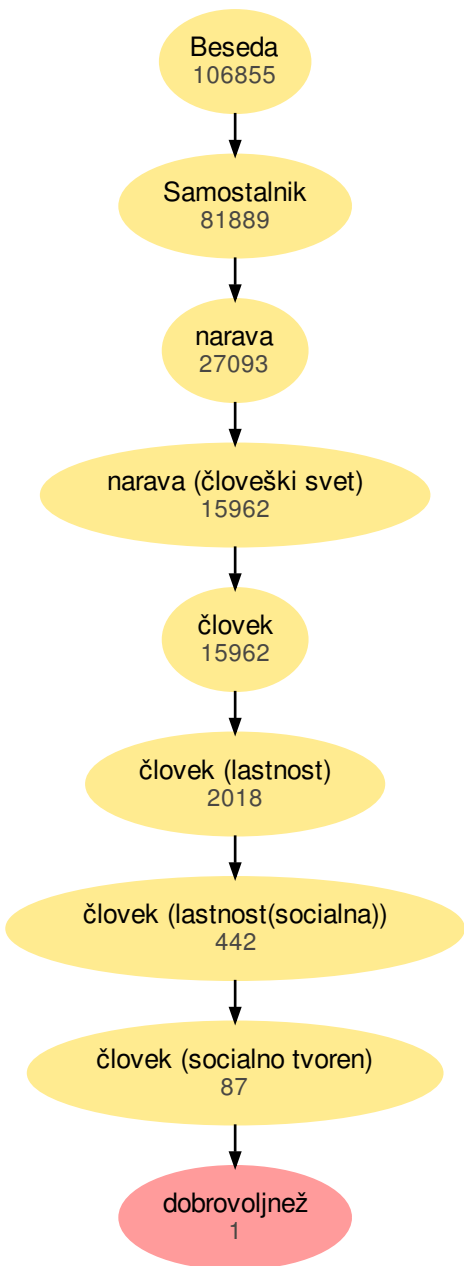 Beseda
106855
Samostalnik
81889
narava
27093
narava (človeški svet)
15962
človek
15962
človek (lastnost)
2018
človek (lastnost(socialna))
442
človek (socialno tvoren)
87
dobrovoljnež
1